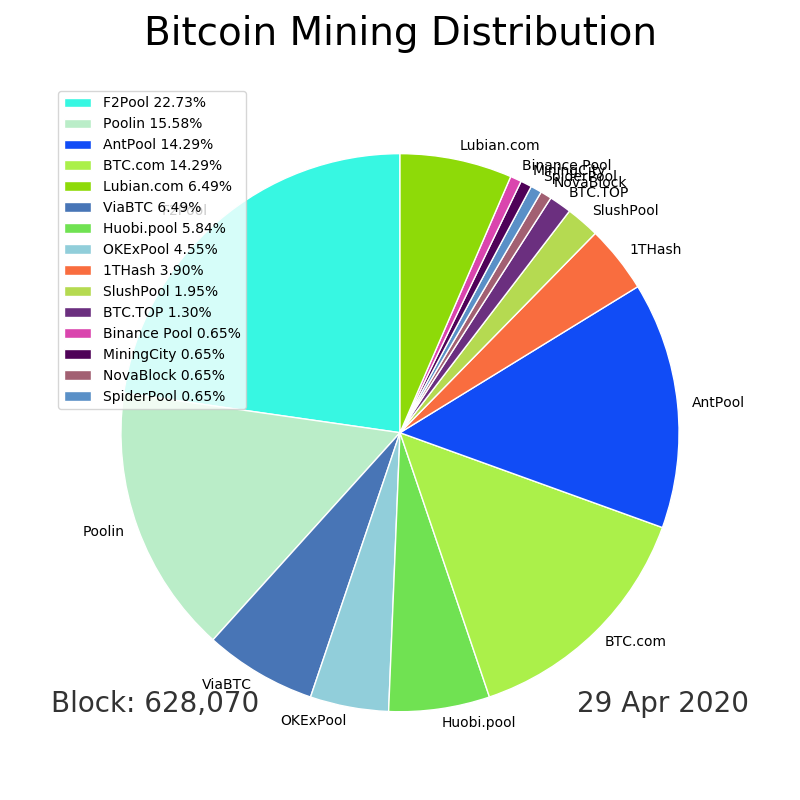 Bitcoin Mining Distribution
F2Pool 22.73%
Poolin 15.58%
AntPool 14.29%
BTC.com 14.29%
Lubian.com 6.49%
ViaBTC 6.49%
Huobi.pool 5.84%
OKExPool 4.55%
1THash 3.90%
SlushPool 1.95%
BTC.TOP 1.30%
Binance Pool 0.65%
MiningCity 0.65%
NovaBlock 0.65%
SpiderPool 0.65%
F2Pool
Lubian.com
Binance Pool
MiningCity
SpiderPool
NovaBlock
BTC.TOP
SlushPool
1THash
AntPool
BTC.com
Huobi.pool
OKExPool
ViaBTC
Poolin
Block: 628,070
29 Apr 2020